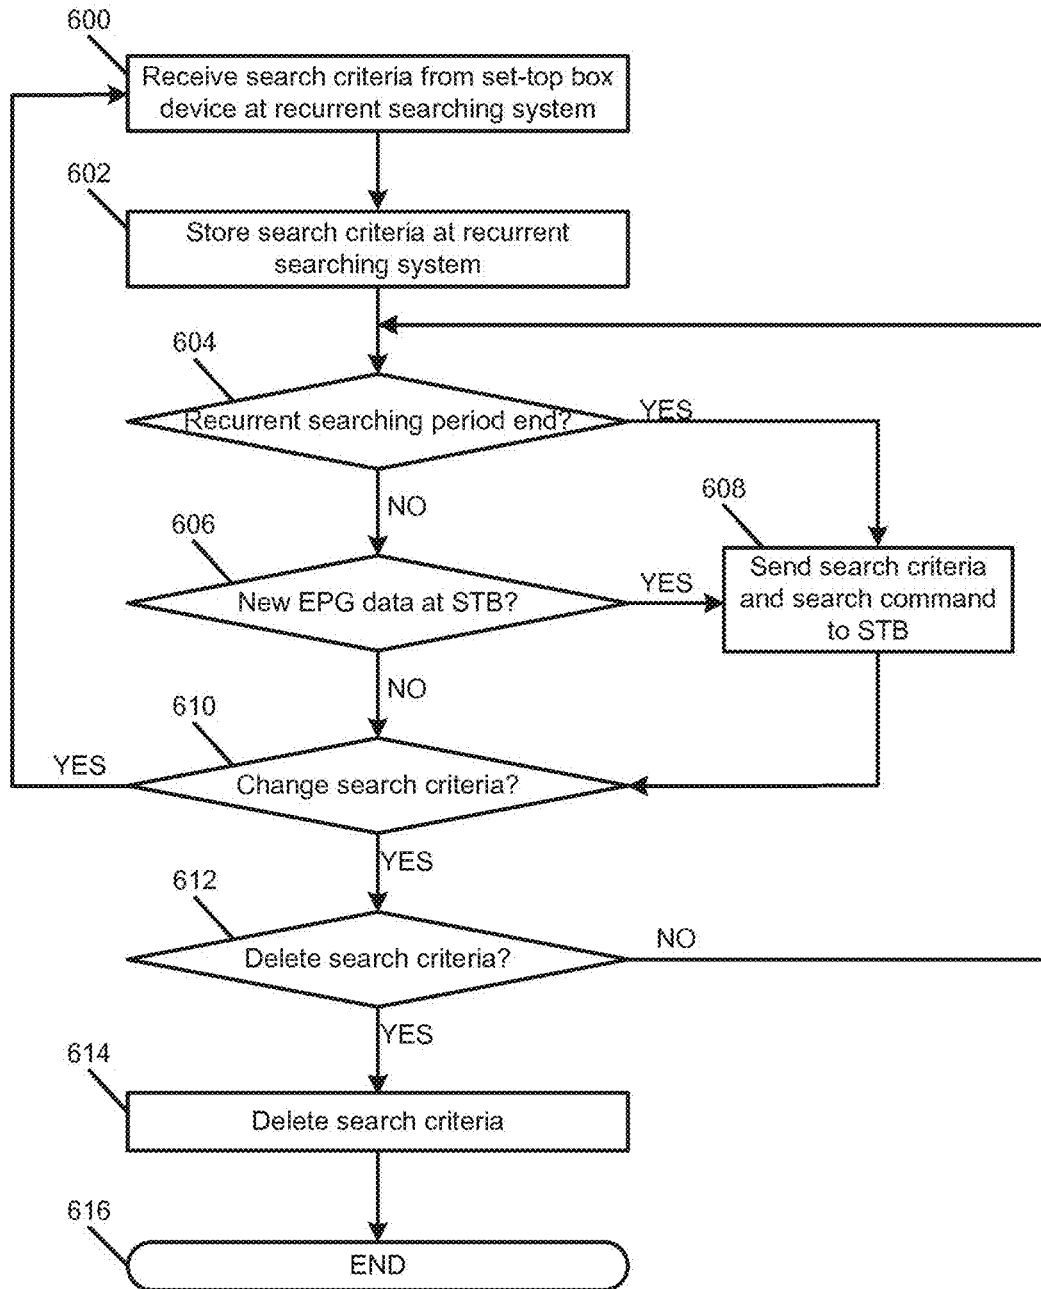 600
Receive search criteria from set-top box
device at recurrent searching system
602
Store search criteria at recurrent
searching system
604
Recurrent searching period end?
YES
NO
606
New EPG data at STB?
YES
608
Send search criteria
and search command
to STB
NO
610
YES
Change search criteria?
YES
612
Delete search criteria?
NO
YES
614
Delete search criteria
616
END